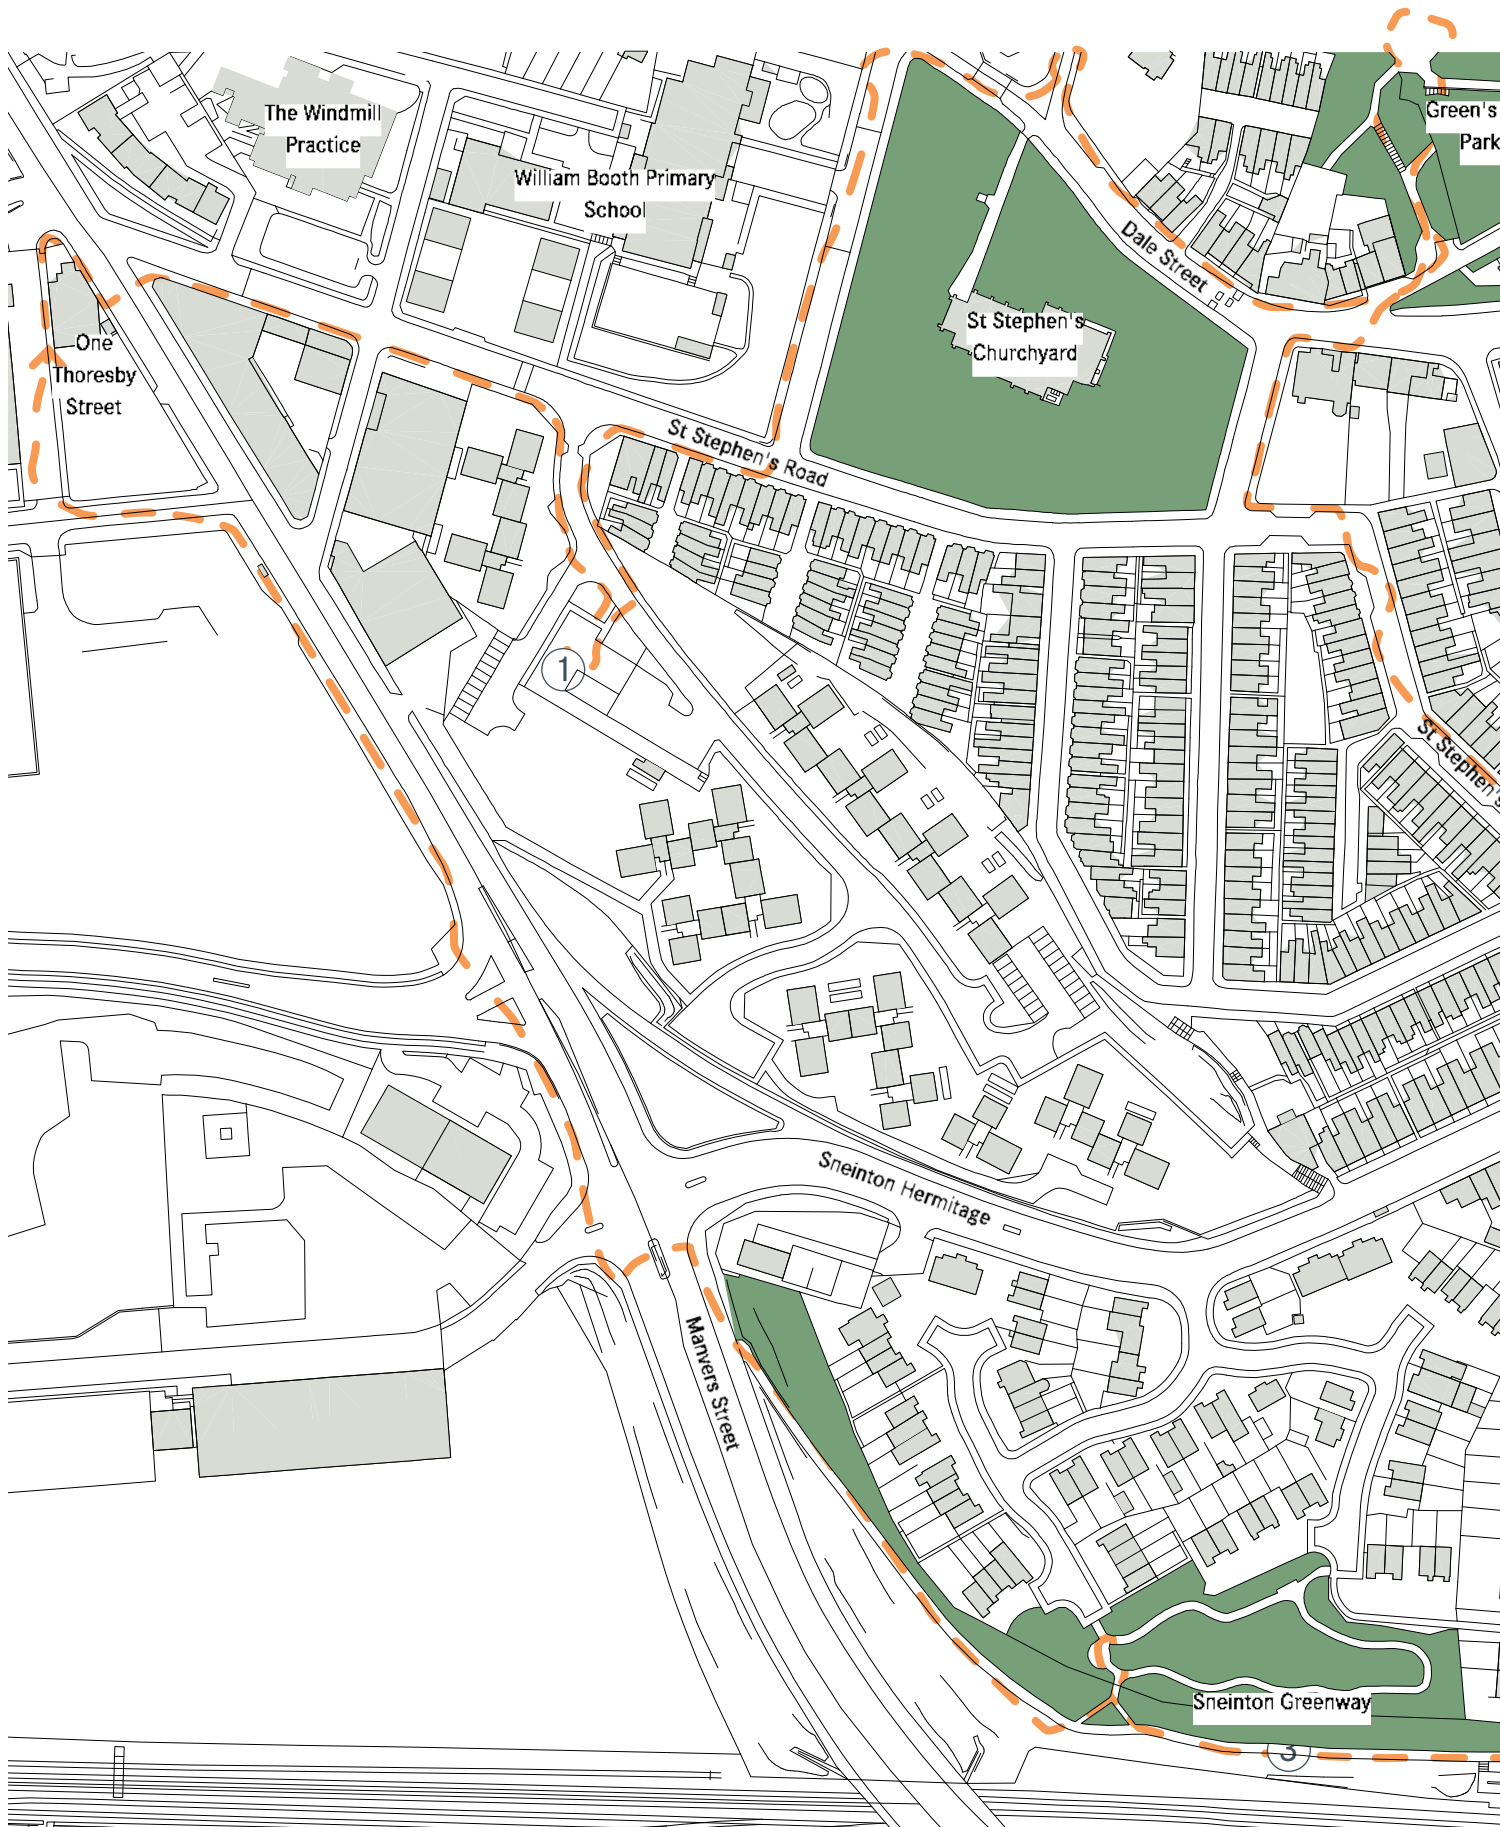 The Windmill
Practice
William Booth Primary
School
Green's
Park
Dale Street
St Stephen's
Churchyard
One
Thoresby
Street
St Stephen's Road
1
St Stephen's
Sneinton Hermitage
Manvers Street
Sneinton Greenway
3